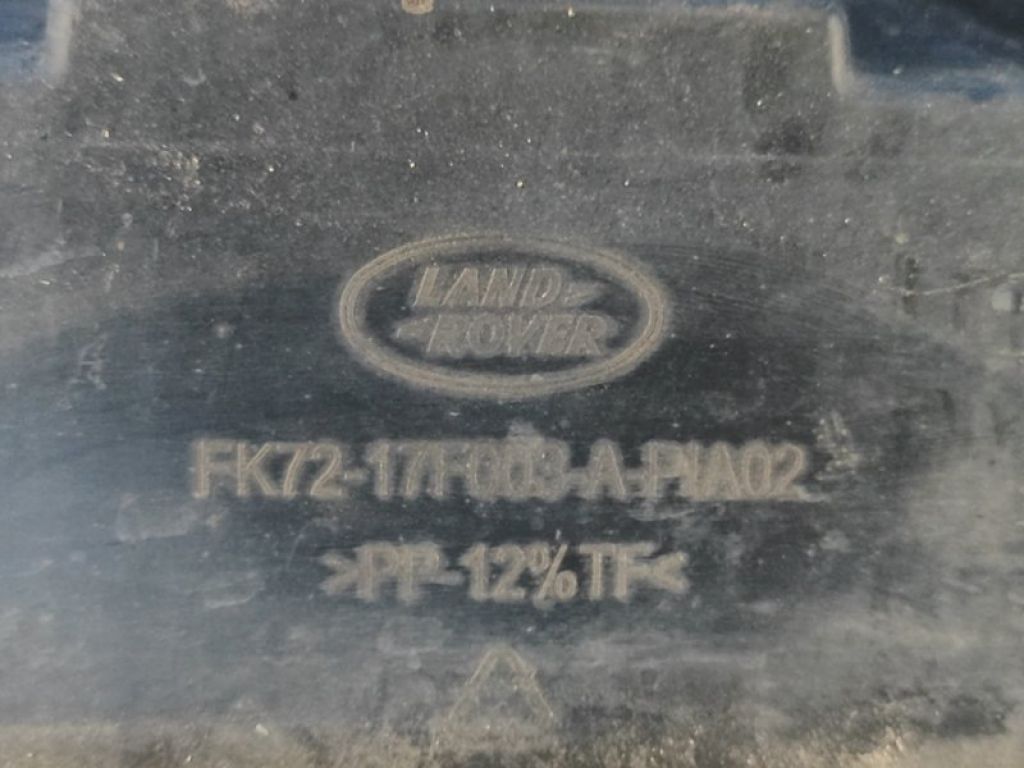 LAND
ROVER
FK72-17F003-A-PIA02
>PP-12%TF<